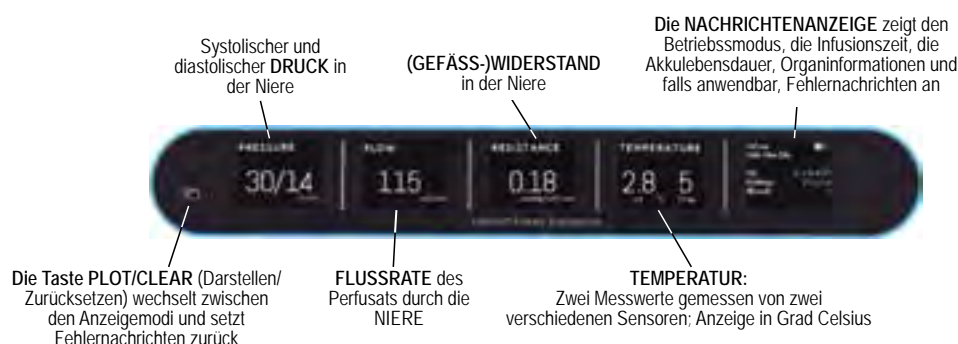 Die NACHRICHTENANZEIGE zeigt den
Betriebssmodus, die Infusionszeit, die
Akkulebensdauer, Organinformationen und
falls anwendbar, Fehlernachrichten an
Systolischer und
diastolischer DRUCK in
der Niere
(GEFÄSS-)WIDERSTAND
in der Niere
PRESSURE
FLOW
RESISTANCE
TEMPERATURE
30/14
115
0.18
2.8 5
Die Taste PLOT/CLEAR (Darstellen/
Zurücksetzen) wechselt zwischen
den Anzeigemodi und setzt
Fehlernachrichten zurück
FLUSSRATE des
Perfusats durch die
NIERE
TEMPERATUR:
Zwei Messwerte gemessen von zwei
verschiedenen Sensoren; Anzeige in Grad Celsius